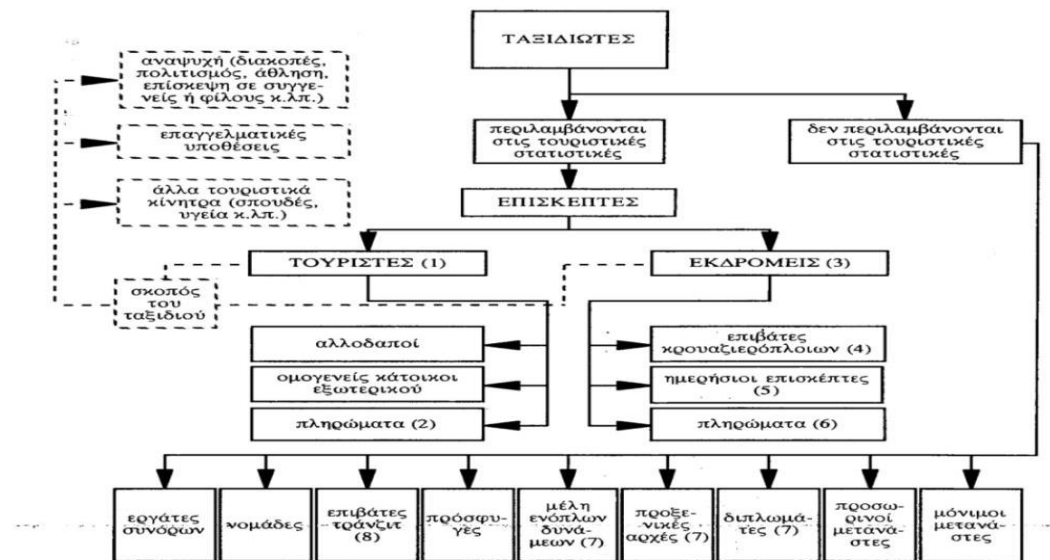 ΤΑΞΙΔΙΩΤΕΣ
αναψυχή (διακοπές,
πολιτισμός, άθληση,
επίσκεψη σε συγγε-
νείς ή φίλους κ.λπ.)
επαγγελματικές
υποθέσεις
άλλα τουριστικά
κίνητρα (σπουδές,
υγεία κ.λπ.)
περιλαμβάνονται
στις τουριστικές
στατιστικές
δεν περιλαμβάνονται
στις τουριστικές
στατιστικές
ΕΠΙΣΚΕΠΤΕΣ
ΤΟΥΡΙΣΤΕΣ (1)
ΕΚΔΡΟΜΕΙΣ (3)
σκοπός
του
ταξιδιού
αλλοδαποί
ομογενείς κάτοικοι
εξωτερικού
πληρώματα (2)
επιβάτες
κρουαζιερόπλοιων (4)
ημερήσιοι επισκέπτες
(5)
πληρώματα (6)
εργάτες
συνόρων
νομάδες
επιβάτες
τράνζιτ
(8)
πρόσφυ-
γες
μέλη
ενόπλων
δυνά-
μεων (7)
προξε-
νικές
αρχές (7)
διπλωμά-
τες (7)
προσω-
ρινοί
μετανά-
στες
μόνιμοι
μετανά-
στες